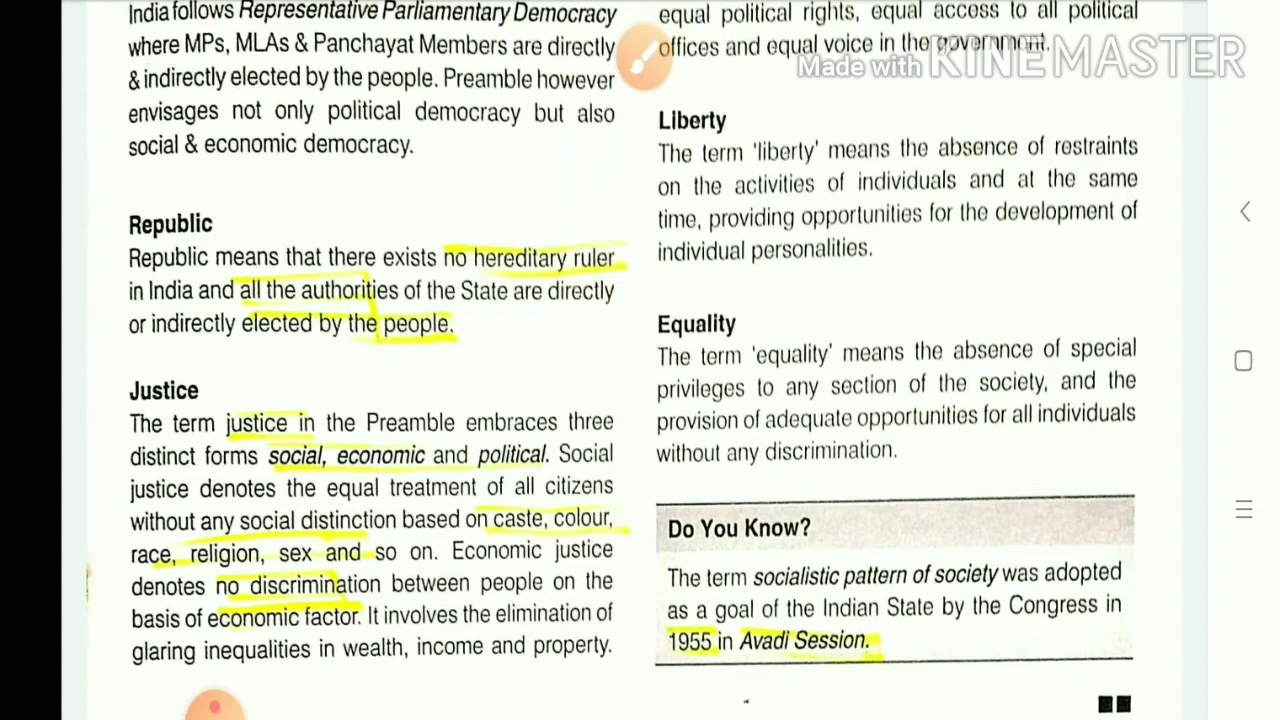 India follows Representative Parliamentary Democracy
where MPs, MLAs & Panchayat Members are directly
& indirectly elected by the people. Preamble however
envisages not only political democracy but also
social & economic democracy.
Republic
Republic means that there exists no hereditary ruler
in India and all the authorities of the State are directly
or indirectly elected by the people.
Justice
The term justice in the Preamble embraces three
distinct forms social, economic and political. Social
justice denotes the equal treatment of all citizens
without any social distinction based on caste, colour,
race, religion, sex and so on. Economic justice
denotes no discrimination between people on the
basis of economic factor. It involves the elimination of
glaring inequalities in wealth, income and property.
equal political rights, equal access to all political
offices and equal voice in the government.
Made with KINEMASTER
Liberty
The term 'liberty' means the absence of restraints
on the activities of individuals and at the same
time, providing opportunities for the development of
individual personalities.
Equality
The term 'equality' means the absence of special
privileges to any section of the society, and the
provision of adequate opportunities for all individuals
without any discrimination.
Do You Know?
The term socialistic pattern of society was adopted
as a goal of the Indian State by the Congress in
1955 in Avadi Session.